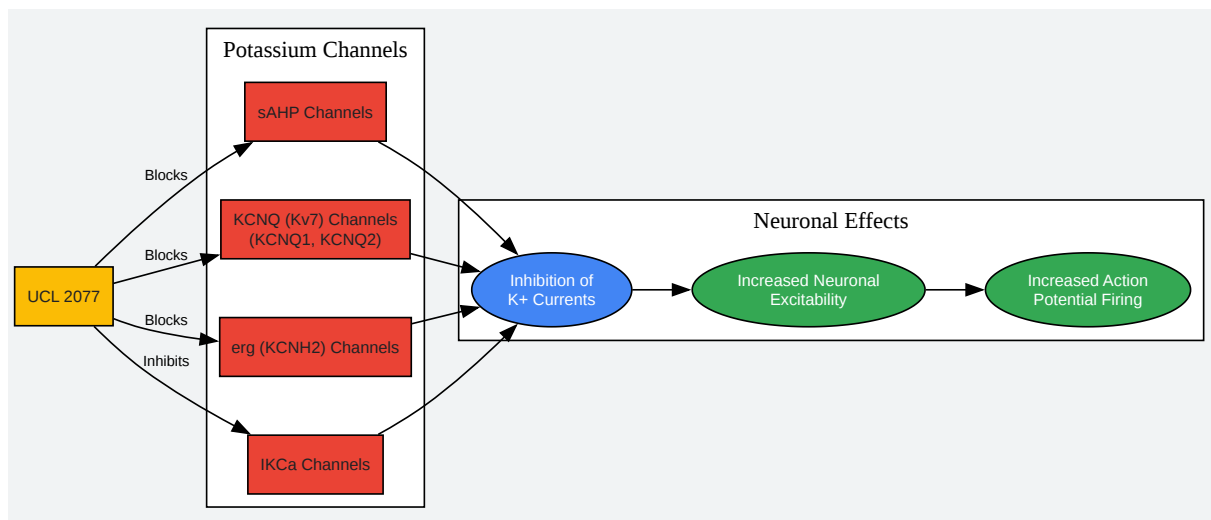 Potassium Channels
sAHP Channels
Blocks
KCNQ (Kv7) Channels
(KCNQ1, KCNQ2)
Neuronal Effects
Blocks
UCL 2077
Inhibition of
K+ Currents
Increased Neuronal
Excitability
Increased Action
Potential Firing
Blocks
erg (KCNH2) Channels
Inhibits
IKCa Channels